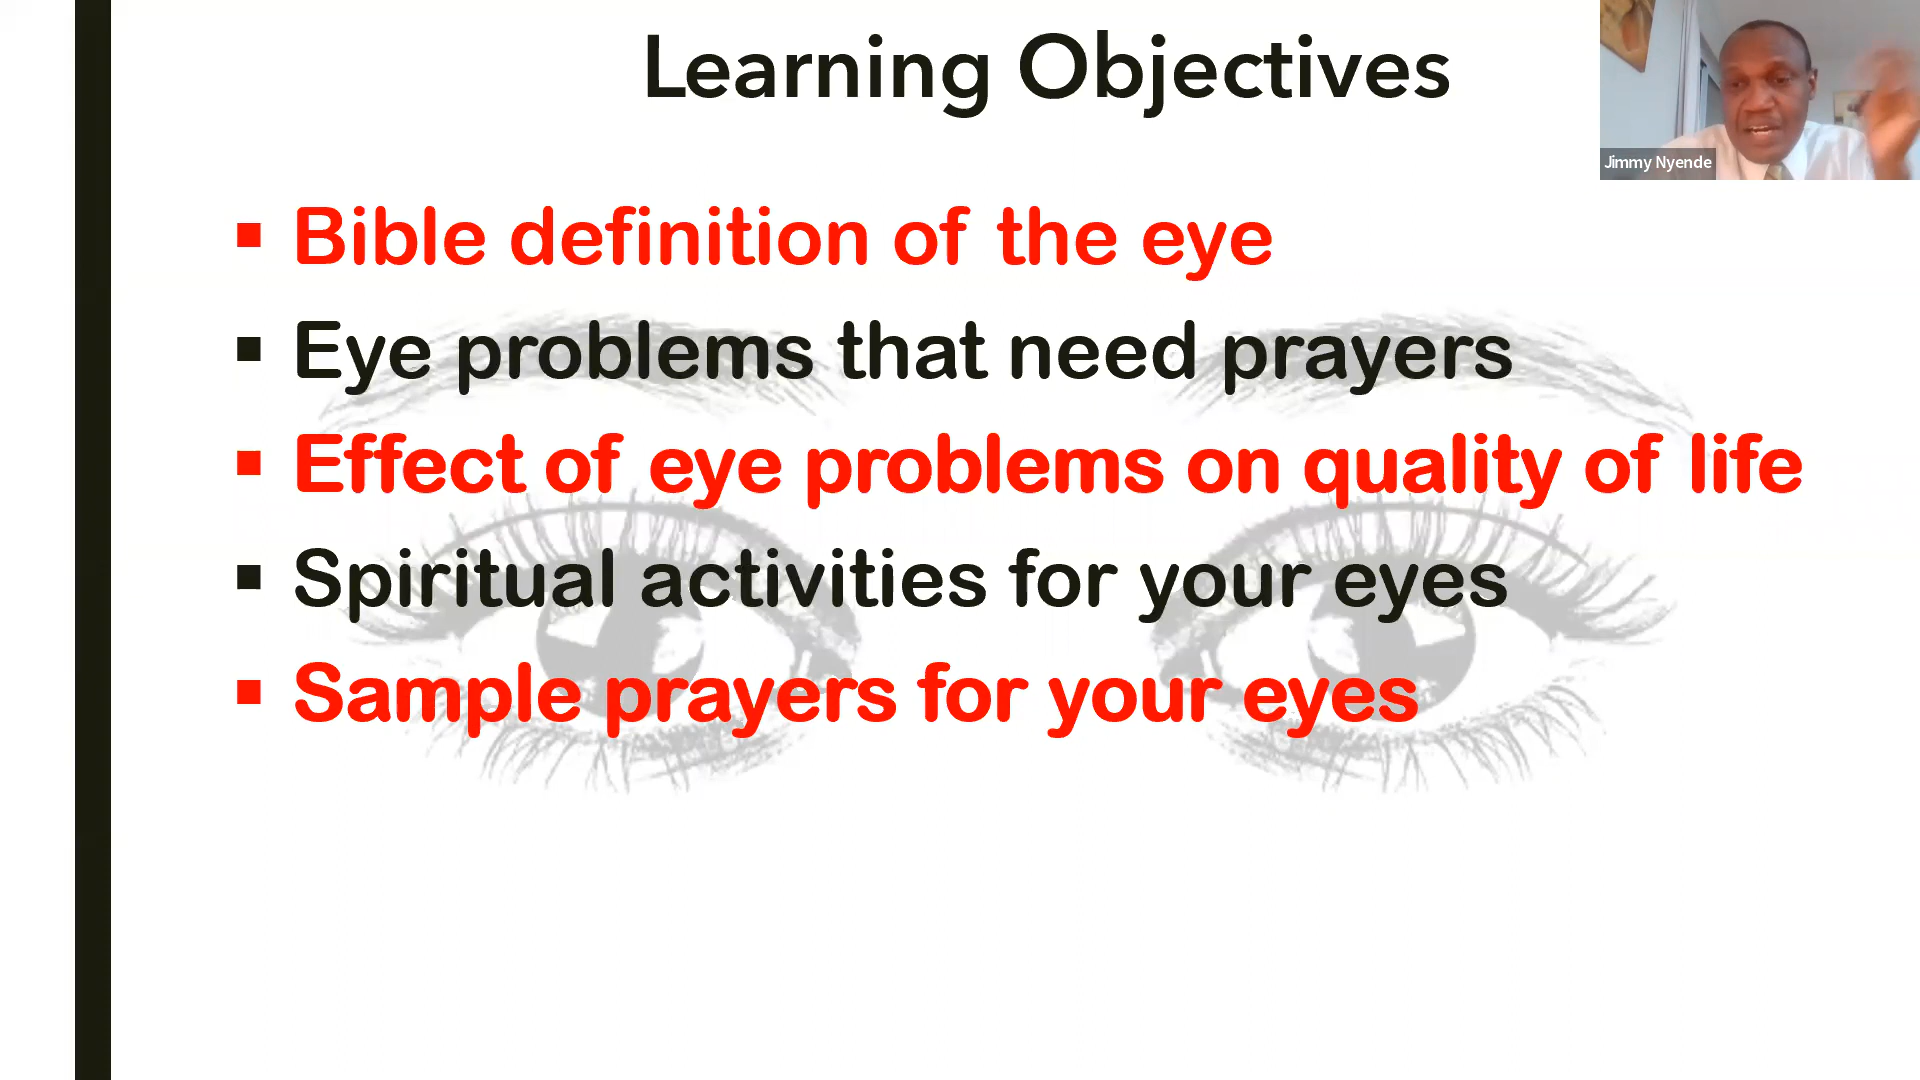 Learning Objectives
Jimmy Nyende
▪ Bible definition of the eye
▪ Eye problems that need prayers
▪ Effect of eye problems on quality of life
▪ Spiritual activities for your eyes
▪ Sample prayers for your eyes